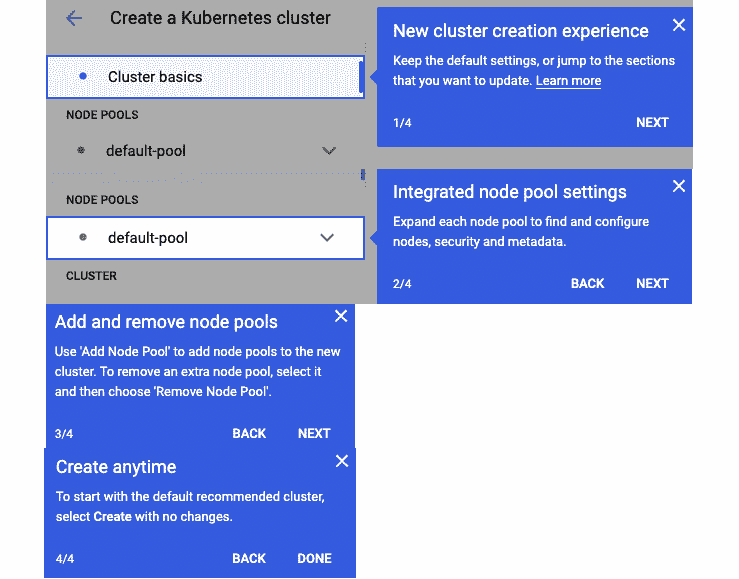 Create a Kubernetes cluster
Cluster basics
NODE POOLS
default-pool
New cluster creation experience
Keep the default settings, or jump to the sections
that you want to update. Learn more
1/4 NEXT
NODE POOLS
default-pool
CLUSTER
Integrated node pool settings
Expand each node pool to find and configure
nodes, security and metadata.
2/4 BACK NEXT
Add and remove node pools
Use 'Add Node Pool' to add node pools to the new
cluster. To remove an extra node pool, select it
and then choose 'Remove Node Pool'.
3/4 BACK NEXT
Create anytime
To start with the default recommended cluster,
select Create with no changes.
4/4 BACK DONE